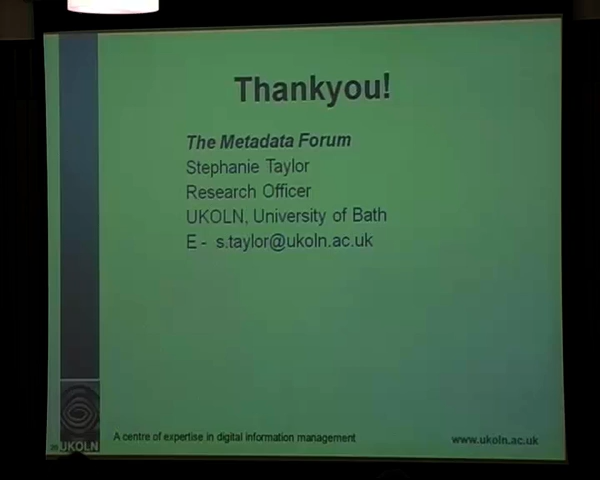 Thankyou!
The Metadata Forum
Stephanie Taylor
Research Officer
UKOLN, University of Bath
E - s.taylor@ukoln.ac.uk
A centre of expertise in digital information management
www.ukoln.ac.uk
UKOLN